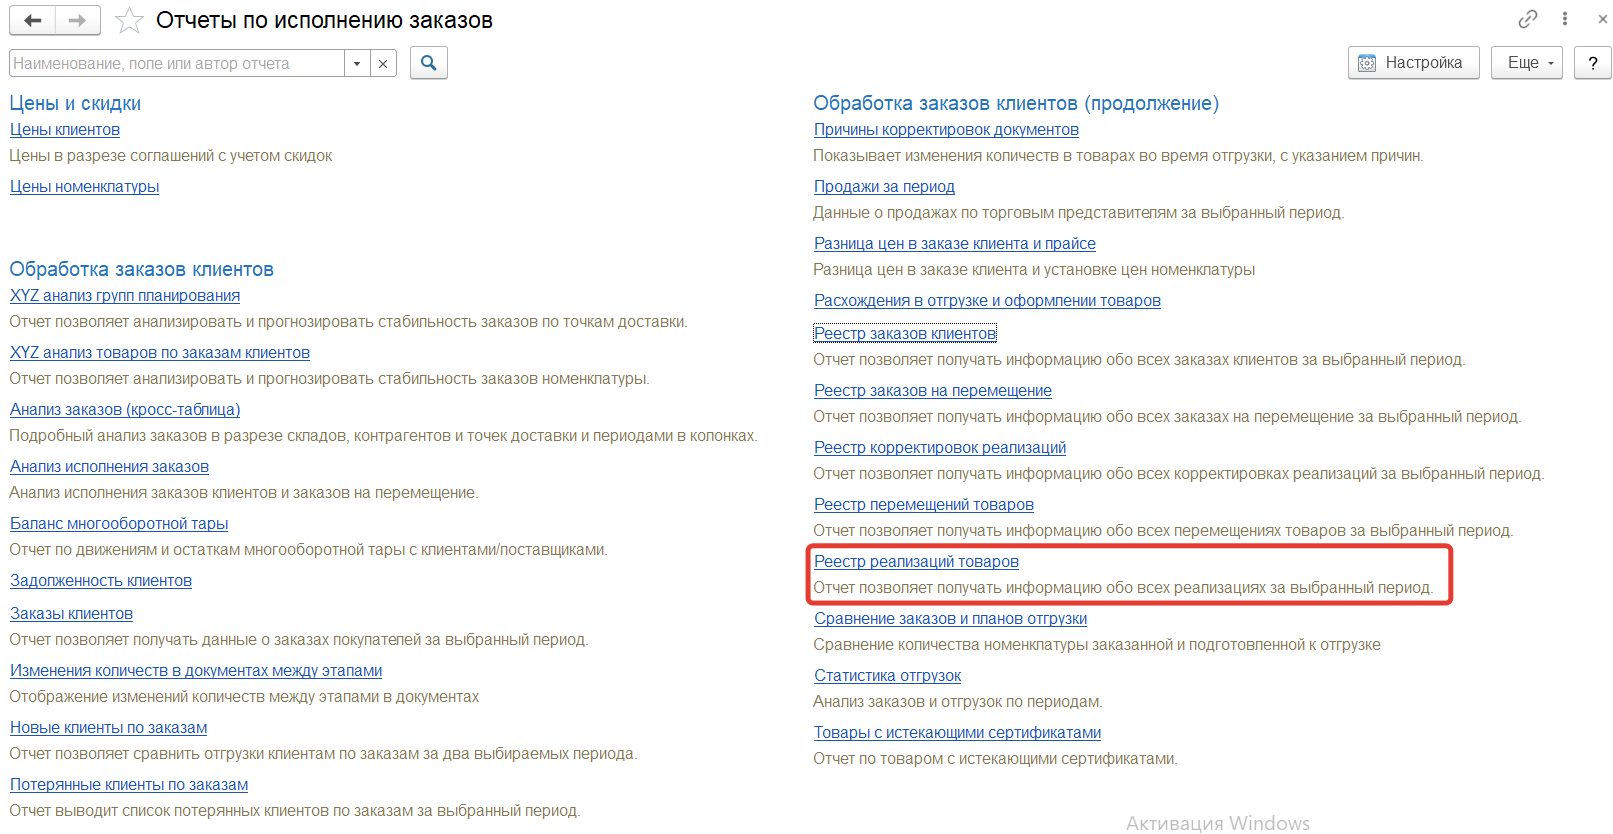 Отчеты по исполнению заказов
Наименование, поле или автор отчета
Настройка
Еще
?
Цены и скидки
Цены клиентов
Цены в разрезе соглашений с учетом скидок
Цены номенклатуры
Обработка заказов клиентов
XYZ анализ групп планирования
Отчет позволяет анализировать и прогнозировать стабильность заказов по точкам доставки.
XYZ анализ товаров по заказам клиентов
Отчет позволяет анализировать и прогнозировать стабильность заказов номенклатуры.
Анализ заказов (кросс-таблица)
Подробный анализ заказов в разрезе складов, контрагентов и точек доставки и периодами в колонках.
Анализ исполнения заказов
Анализ исполнения заказов клиентов и заказов на перемещение.
Баланс многооборотной тары
Отчет по движениям и остаткам многооборотной тары с клиентами/поставщиками.
Задолженность клиентов
Заказы клиентов
Отчет позволяет получать данные о заказах покупателей за выбранный период.
Изменения количеств в документах между этапами
Отображение изменений количеств между этапами в документах
Новые клиенты по заказам
Отчет позволяет сравнить отгрузки клиентам по заказам за два выбираемых периода.
Потерянные клиенты по заказам
Отчет выводит список потерянных клиентов по заказам за выбранный период.
Обработка заказов клиентов (продолжение)
Причины корректировок документов
Показывает изменения количеств в товарах во время отгрузки, с указанием причин.
Продажи за период
Данные о продажах по торговым представителям за выбранный период.
Разница цен в заказе клиента и прайсе
Разница цен в заказе клиента и установке цен номенклатуры
Расхождения в отгрузке и оформлении товаров
Реестр заказов клиентов
Отчет позволяет получать информацию обо всех заказах клиентов за выбранный период.
Реестр заказов на перемещение
Отчет позволяет получать информацию обо всех заказах на перемещение за выбранный период.
Реестр корректировок реализаций
Отчет позволяет получать информацию обо всех корректировках реализаций за выбранный период.
Реестр перемещений товаров
Отчет позволяет получать информацию обо всех перемещениях товаров за выбранный период.
Реестр реализаций товаров
Отчет позволяет получать информацию обо всех реализациях за выбранный период.
Сравнение заказов и планов отгрузки
Сравнение количества номенклатуры заказанной и подготовленной к отгрузке
Статистика отгрузок
Анализ заказов и отгрузок по периодам.
Товары с истекающими сертификатами
Отчет по товаром с истекающими сертификатами.
Активация Windows